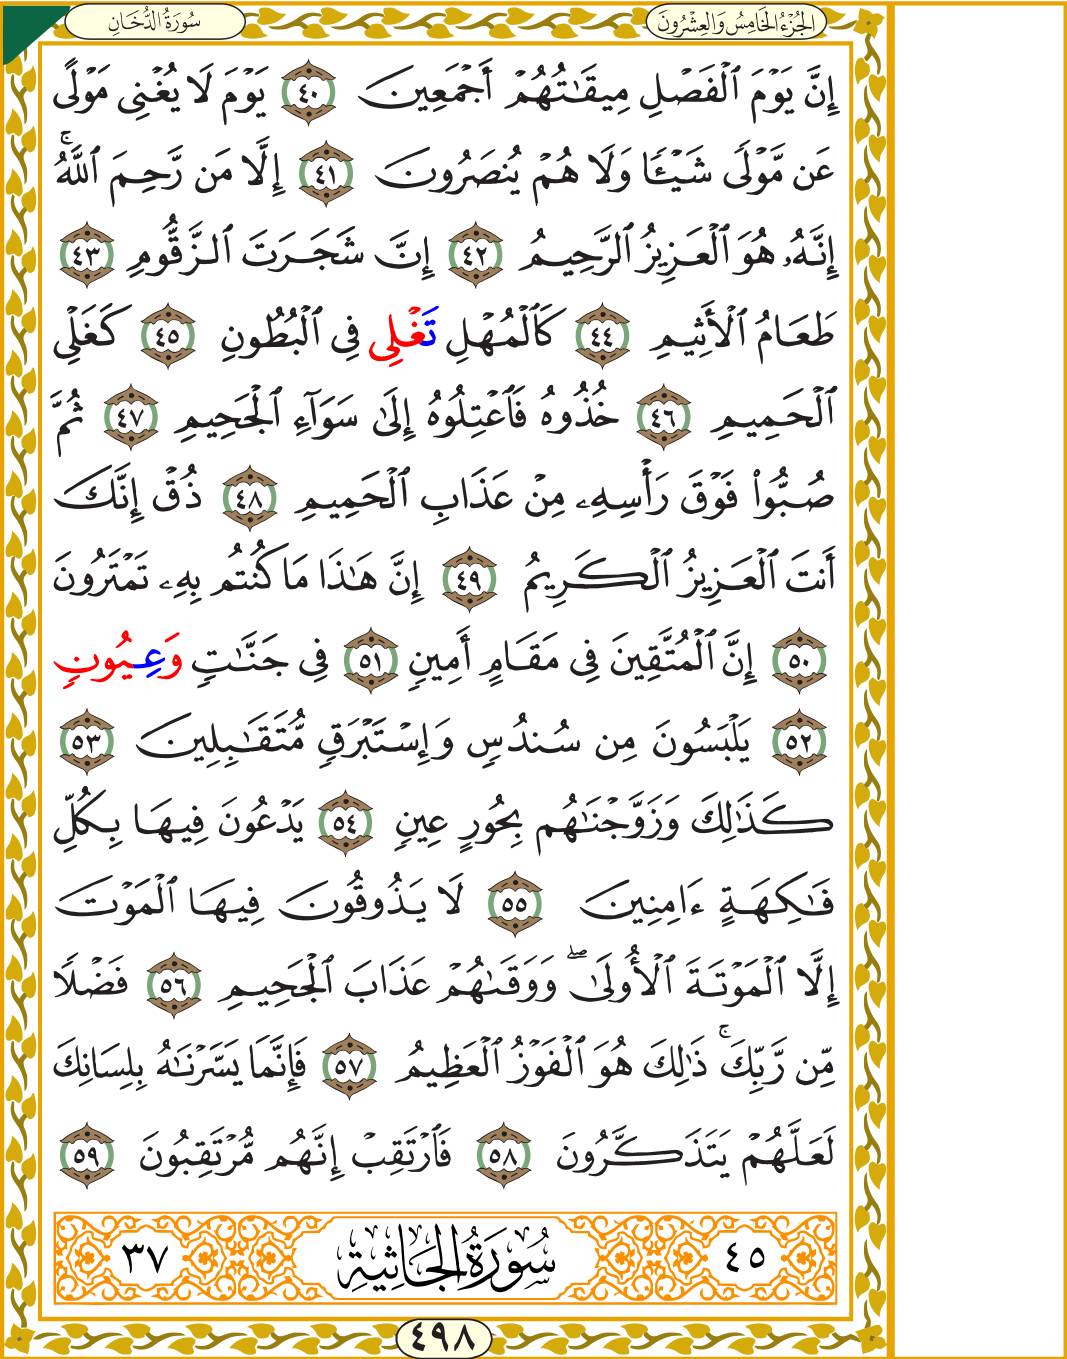 سُورَةُ الدُّخَانِ
الجُزْءُ الخَامِسُ وَالعِشْرُونَ
إِنَّ يَوْمَ ٱلْفَصْلِ مِيقَٰتُهُمْ أَجْمَعِينَ ٤٠ يَوْمَ لَا يُغْنِى مَوْلًى
عَن مَّوْلًى شَيْـًٔا وَلَا هُمْ يُنصَرُونَ ٤١ إِلَّا مَن رَّحِمَ ٱللَّهُۚ
إِنَّهُۥ هُوَ ٱلْعَزِيزُ ٱلرَّحِيمُ ٤٢ إِنَّ شَجَرَتَ ٱلزَّقُّومِ ٤٣
طَعَامُ ٱلْأَثِيمِ ٤٤ كَٱلْمُهْلِ تَغْلِى فِى ٱلْبُطُونِ ٤٥ كَغَلْىِ
ٱلْحَمِيمِ ٤٦ خُذُوهُ فَٱعْتِلُوهُ إِلَىٰ سَوَآءِ ٱلْجَحِيمِ ٤٧ ثُمَّ
صُبُّوا۟ فَوْقَ رَأْسِهِۦ مِنْ عَذَابِ ٱلْحَمِيمِ ٤٨ ذُقْ إِنَّكَ
أَنتَ ٱلْعَزِيزُ ٱلْكَرِيمُ ٤٩ إِنَّ هَٰذَا مَا كُنتُم بِهِۦ تَمْتَرُونَ
٥٠ إِنَّ ٱلْمُتَّقِينَ فِى مَقَامٍ أَمِينٍ ٥١ فِى جَنَّٰتٍ وَعِيُونٍ
٥٢ يَلْبَسُونَ مِن سُندُسٍ وَإِسْتَبْرَقٍ مُّتَقَٰبِلِينَ ٥٣
كَذَٰلِكَ وَزَوَّجْنَٰهُم بِحُورٍ عِينٍ ٥٤ يَدْعُونَ فِيهَا بِكُلِّ
فَٰكِهَةٍ ءَامِنِينَ ٥٥ لَا يَذُوقُونَ فِيهَا ٱلْمَوْتَ
إِلَّا ٱلْمَوْتَةَ ٱلْأُولَىٰۖ وَوَقَىٰهُمْ عَذَابَ ٱلْجَحِيمِ ٥٦ فَضْلًا
مِّن رَّبِّكَۚ ذَٰلِكَ هُوَ ٱلْفَوْزُ ٱلْعَظِيمُ ٥٧ فَإِنَّمَا يَسَّرْنَٰهُ بِلِسَانِكَ
لَعَلَّهُمْ يَتَذَكَّرُونَ ٥٨ فَٱرْتَقِبْ إِنَّهُم مُّرْتَقِبُونَ ٥٩
٤٥ سُورَةُ الجَاثِيَةِ ٣٧
٤٩٨